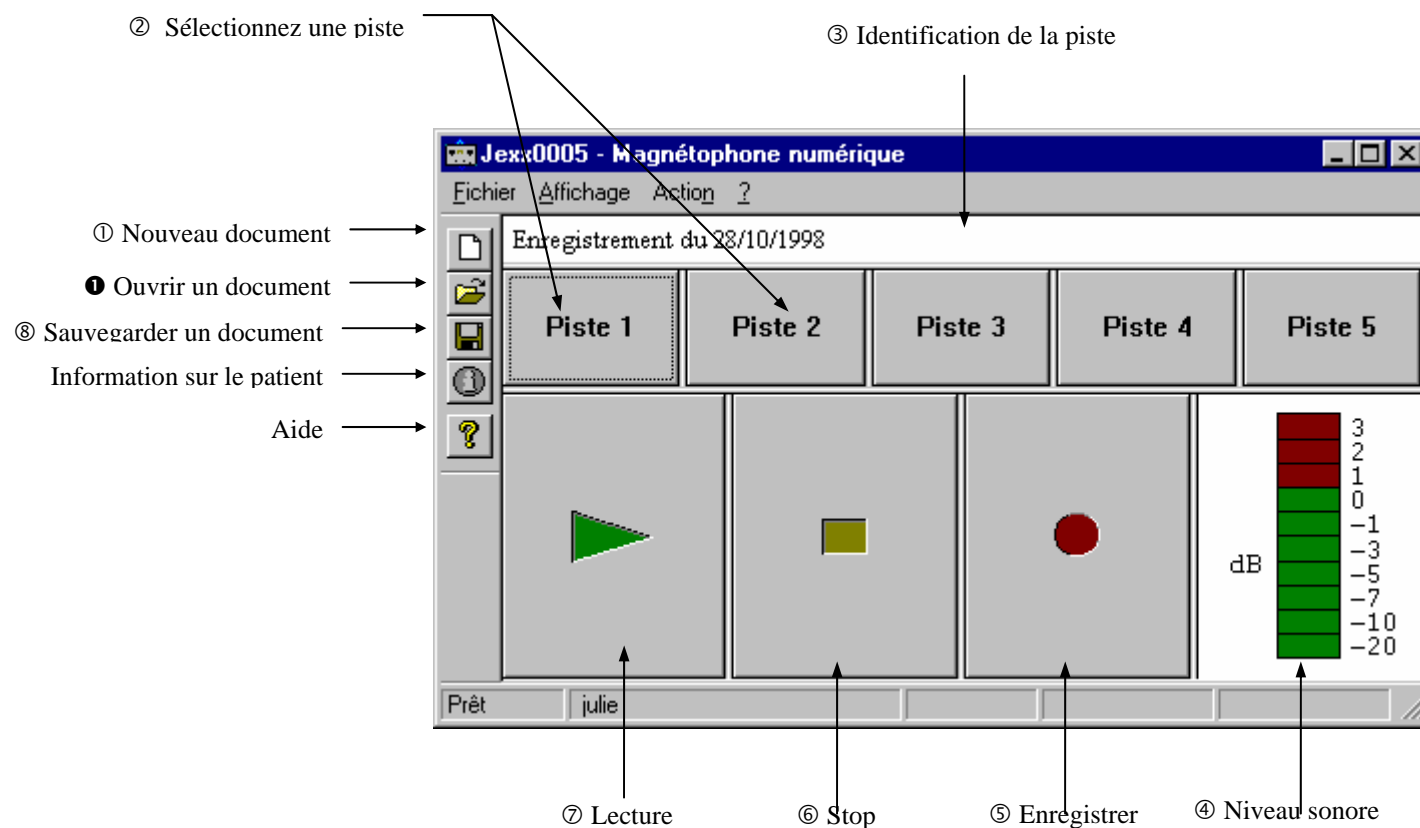 ② Sélectionnez une piste
③ Identification de la piste
Jexx0005 - Magnétophone numérique
Fichier Affichage Action ?
① Nouveau document
Enregistrement du 28/10/1998
❶ Ouvrir un document
⑧ Sauvegarder un document
Information sur le patient
Aide
Piste 1 Piste 2 Piste 3 Piste 4 Piste 5
3
2
1
0
-1
-3
dB
-5
-7
-10
-20
Prêt julie
⑦ Lecture ⑥ Stop ⑤ Enregistrer ④ Niveau sonore